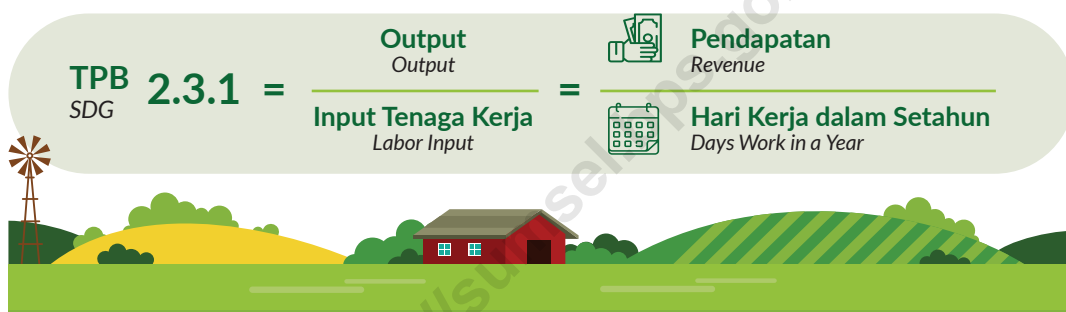 TPB
SDG
2.3.1
=
Output
Output
Input Tenaga Kerja
Labor Input
=
Pendapatan
Revenue
Hari Kerja dalam Setahun
Days Work in a Year